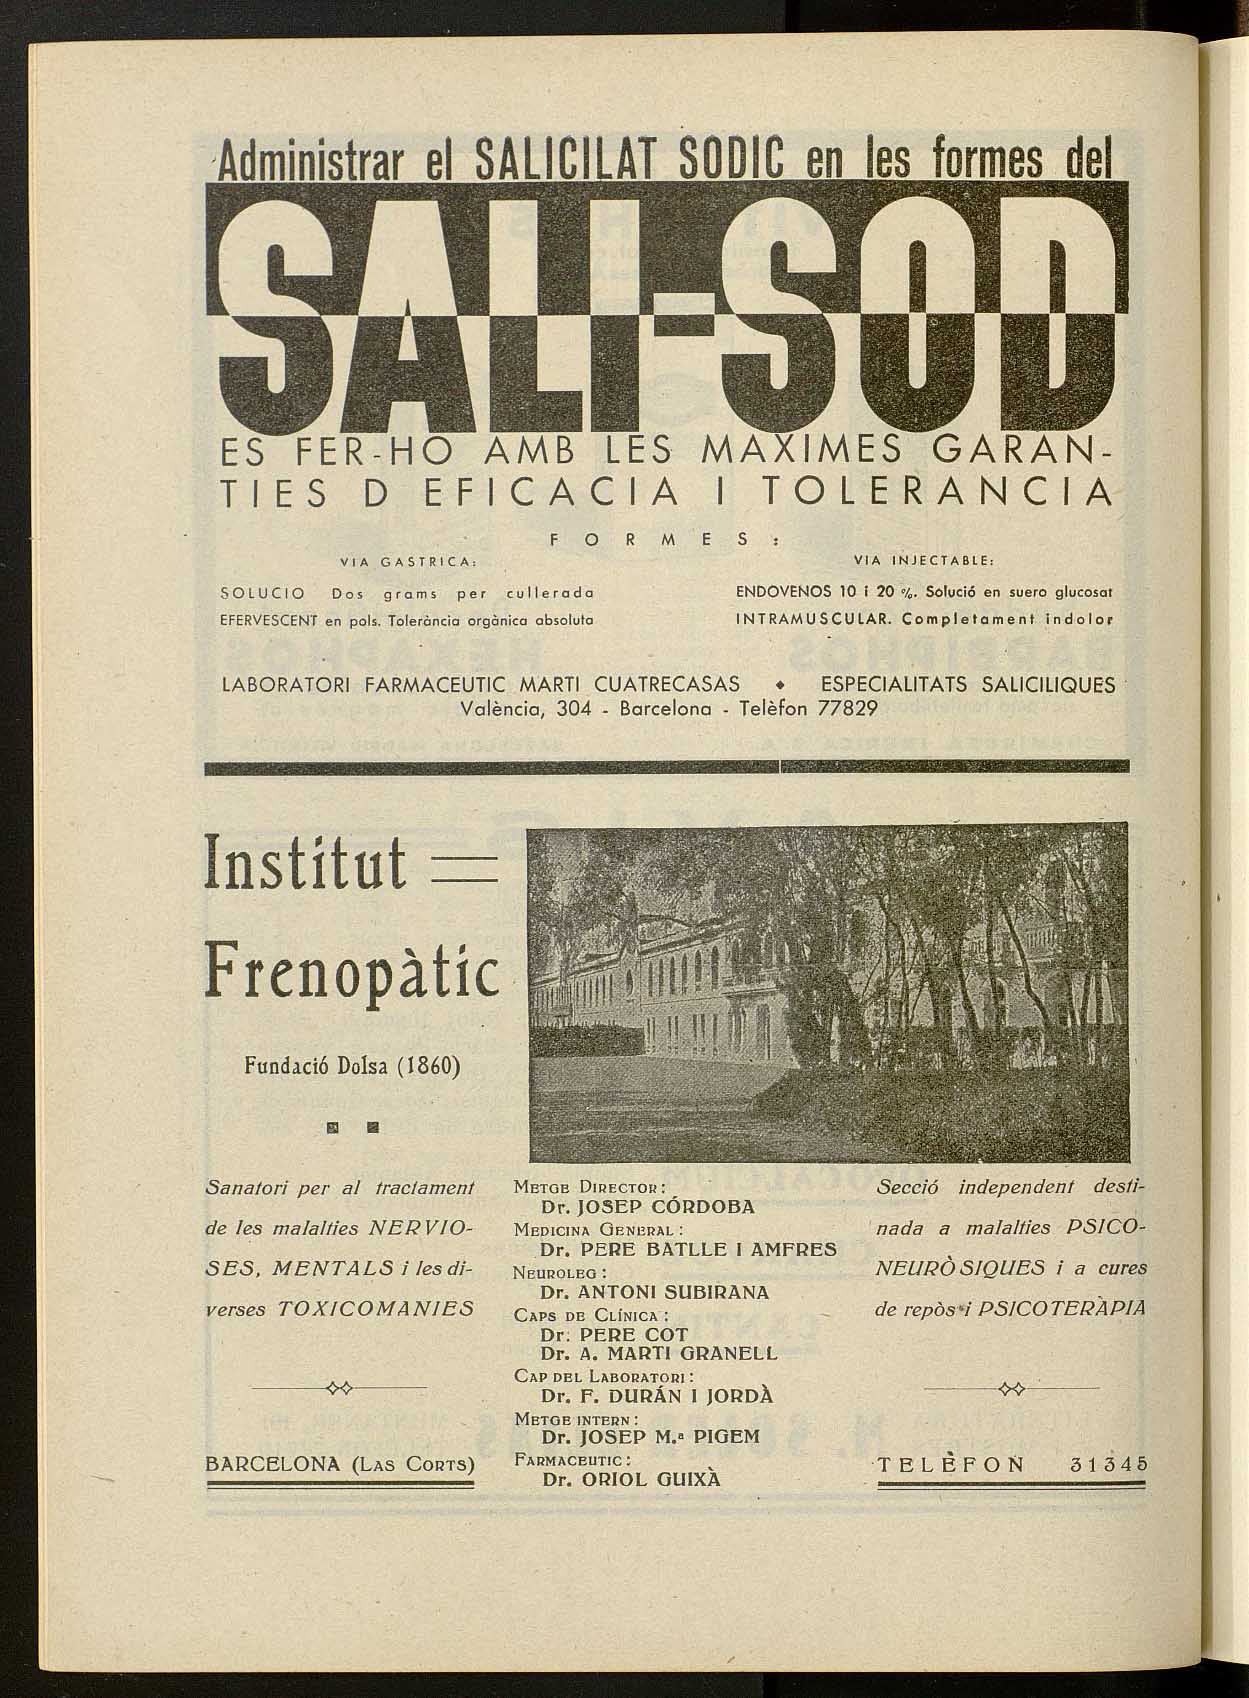 Administrar el SALICILAT SODIC en les formes del
SALI-SOD
ES FER-HO AMB LES MAXIMES GARAN-
TIES D EFICACIA I TOLERANCIA
FORMES:
VIA GASTRICA:
SOLUCIO Dos grams per cullerada
EFERVESCENT en pols. Tolerància orgànica absoluta
VIA INJECTABLE:
ENDOVENOS 10 i 20 %. Solució en suero glucosat
INTRAMUSCULAR. Completament indolor
LABORATORI FARMACEUTIC MARTI CUATRECASAS ♦ ESPECIALITATS SALICILIQUES
València, 304 - Barcelona - Telèfon 77829
Institut
Frenopàtic
Fundació Dolsa (1860)
Sanatori per al tractament
de les malalties NERVIO-
SES, MENTALS i les di-
verses TOXICOMANIES
BARCELONA (LAS CORTS)
METGE DIRECTOR:
Dr. JOSEP CÓRDOBA
MEDICINA GENERAL:
Dr. PERE BATLLE I AMFRES
NEUROLEG:
Dr. ANTONI SUBIRANA
CAPS DE CLÍNICA:
Dr. PERE COT
Dr. A. MARTI GRANELL
CAP DEL LABORATORI:
Dr. F. DURÁN I JORDÀ
METGE INTERN:
Dr. JOSEP M.ª PIGEM
FARMACEUTIC:
Dr. ORIOL GUIXÀ
Secció independent desti-
nada a malalties PSICO-
NEURÒSIQUES i a cures
de repòs i PSICOTERÀPIA
TELÈFON 31345